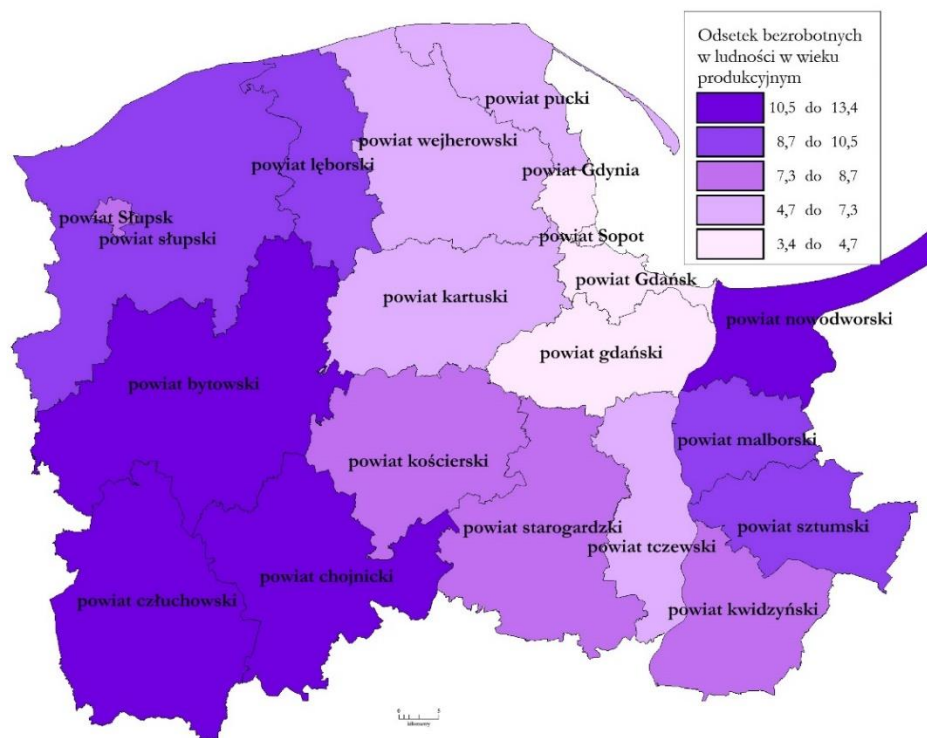 Odsetek bezrobotnych
w ludności w wieku
produkcyjnym
10,5 do 13,4
8,7 do 10,5
7,3 do 8,7
4,7 do 7,3
3,4 do 4,7
powiat pucki
powiat wejherowski
powiat lęborski
powiat Gdynia
powiat Słupsk
powiat słupski
powiat Sopot
powiat Gdańsk
powiat kartuski
powiat nowodworski
powiat gdański
powiat bytowski
powiat malborski
powiat kościerski
powiat starogardzki
powiat sztumski
powiat tczewski
powiat chojnicki
powiat człuchowski
powiat kwidzyński
0 5
kilometry